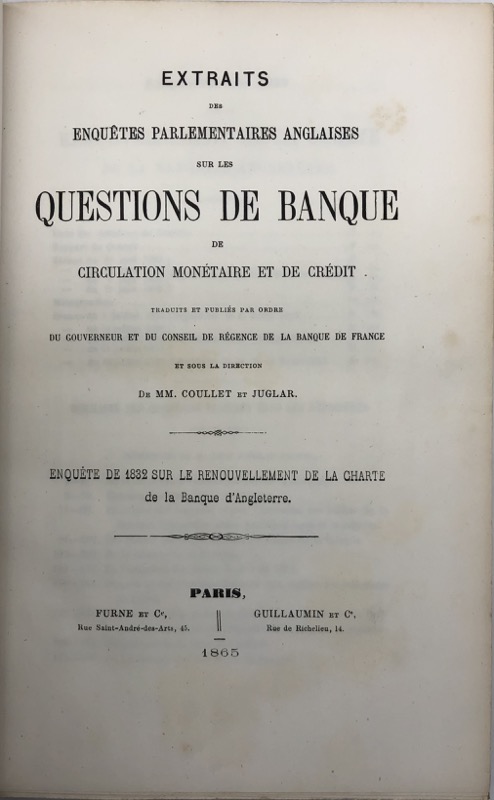 EXTRAITS
DES
ENQUÊTES PARLEMENTAIRES ANGLAISES
SUR LES
QUESTIONS DE BANQUE
DE
CIRCULATION MONÉTAIRE ET DE CRÉDIT.
TRADUITS ET PUBLIÉS PAR ORDRE
DU GOUVERNEUR ET DU CONSEIL DE RÉGENCE DE LA BANQUE DE FRANCE
ET SOUS LA DIRECTION
DE MM. COULLET ET JUGLAR.
ENQUÊTE DE 1832 SUR LE RENOUVELLEMENT DE LA CHARTE
de la Banque d'Angleterre.
PARIS,
FURNE ET Cᵉ,
Rue Saint-André-des-Arts, 45.
GUILLAUMIN ET Cᵉ,
Rue de Richelieu, 14.
1865